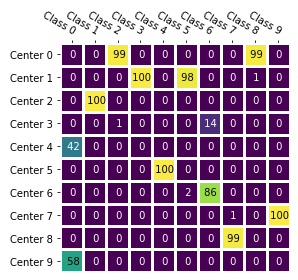 Class 0 Class 1 Class 2 Class 3 Class 4 Class 5 Class 6 Class 7 Class 8 Class 9
Center 0 0 0 99 0 0 0 0 0 99 0
Center 1 0 0 0 100 0 98 0 0 1 0
Center 2 0 100 0 0 0 0 0 0 0 0
Center 3 0 0 1 0 0 0 14 0 0 0
Center 4 42 0 0 0 0 0 0 0 0 0
Center 5 0 0 0 0 100 0 0 0 0 0
Center 6 0 0 0 0 0 2 86 0 0 0
Center 7 0 0 0 0 0 0 0 1 0 100
Center 8 0 0 0 0 0 0 0 99 0 0
Center 9 58 0 0 0 0 0 0 0 0 0